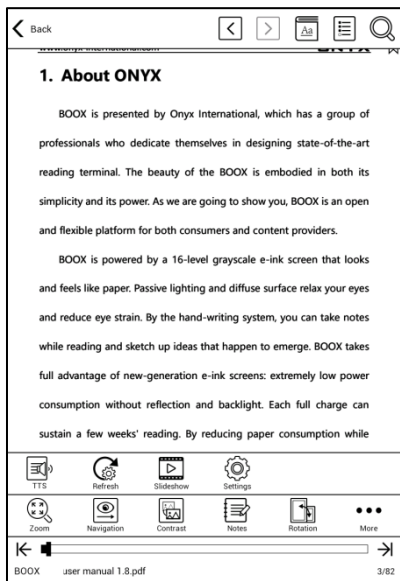 Back
Aa
www.onyx-international.com
ONYX
1. About ONYX
BOOX is presented by Onyx International, which has a group of
professionals who dedicate themselves in designing state-of-the-art
reading terminal. The beauty of the BOOX is embodied in both its
simplicity and its power. As we are going to show you, BOOX is an open
and flexible platform for both consumers and content providers.
BOOX is powered by a 16-level grayscale e-ink screen that looks
and feels like paper. Passive lighting and diffuse surface relax your eyes
and reduce eye strain. By the hand-writing system, you can take notes
while reading and sketch up ideas that happen to emerge. BOOX takes
full advantage of new-generation e-ink screens: extremely low power
consumption without reflection and backlight. Each full charge can
sustain a few weeks' reading. By reducing paper consumption while
TTS Refresh Slideshow Settings
Zoom Navigation Contrast Notes Rotation More
BOOX user manual 1.8.pdf 3/82